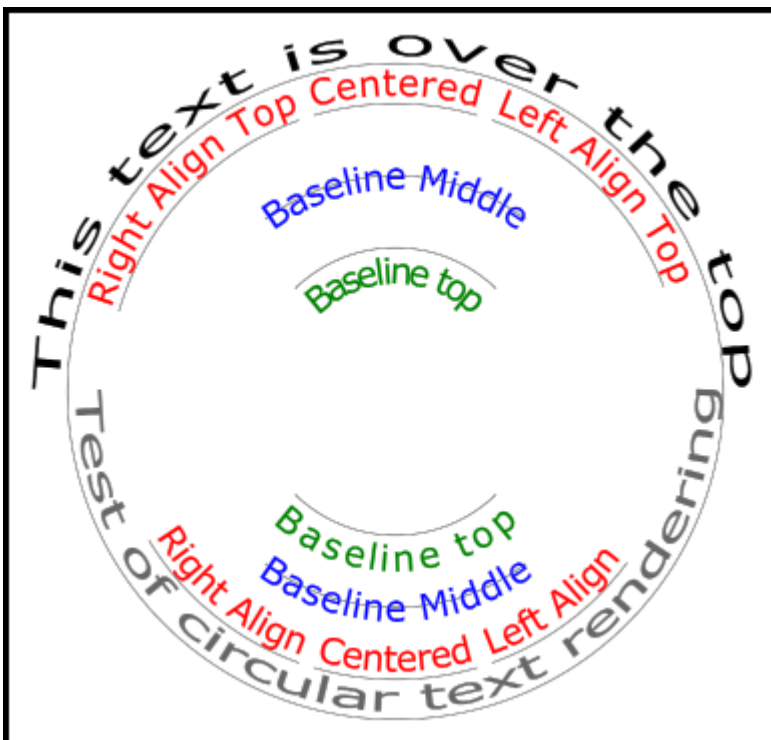 This text is over the top
Right Align Top
Centered
Left Align Top
Baseline Middle
Baseline top
Baseline top
Baseline Middle
Right Align
Centered
Left Align
Test of circular text rendering